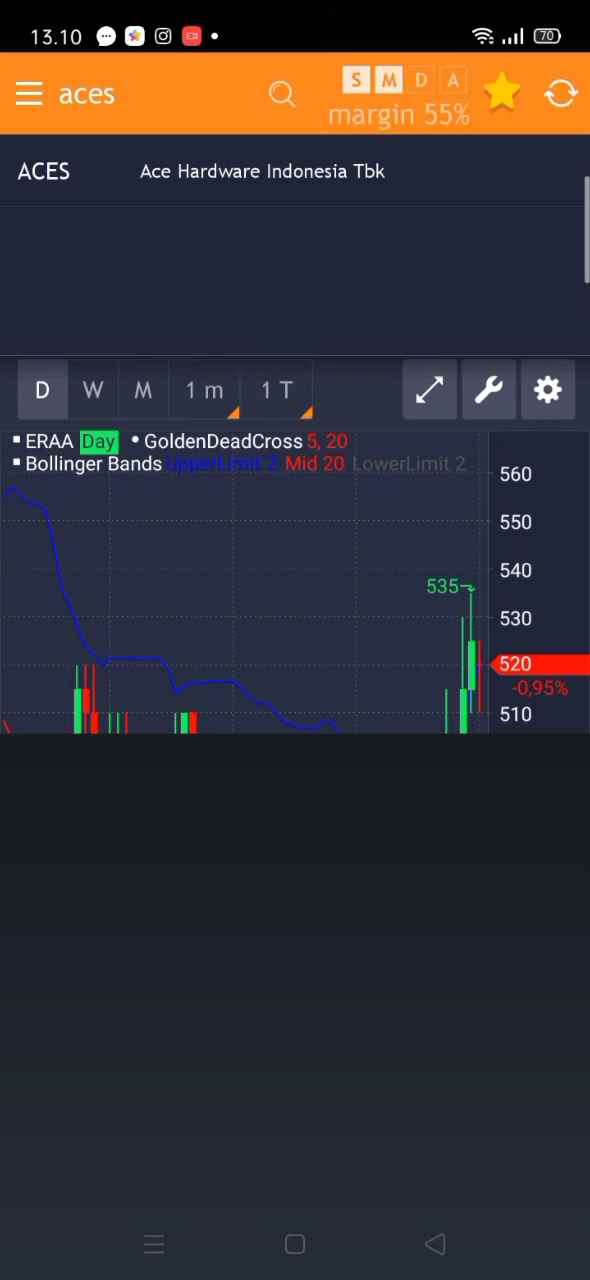 13.10 70
aces S M D A
margin 55%
ACES Ace Hardware Indonesia Tbk
D W M 1 m 1 T
ERAA Day GoldenDeadCross 5, 20
Bollinger Bands UpperLimit 2 Mid 20 LowerLimit 2
560
550
540
535
530
520
-0,95%
510